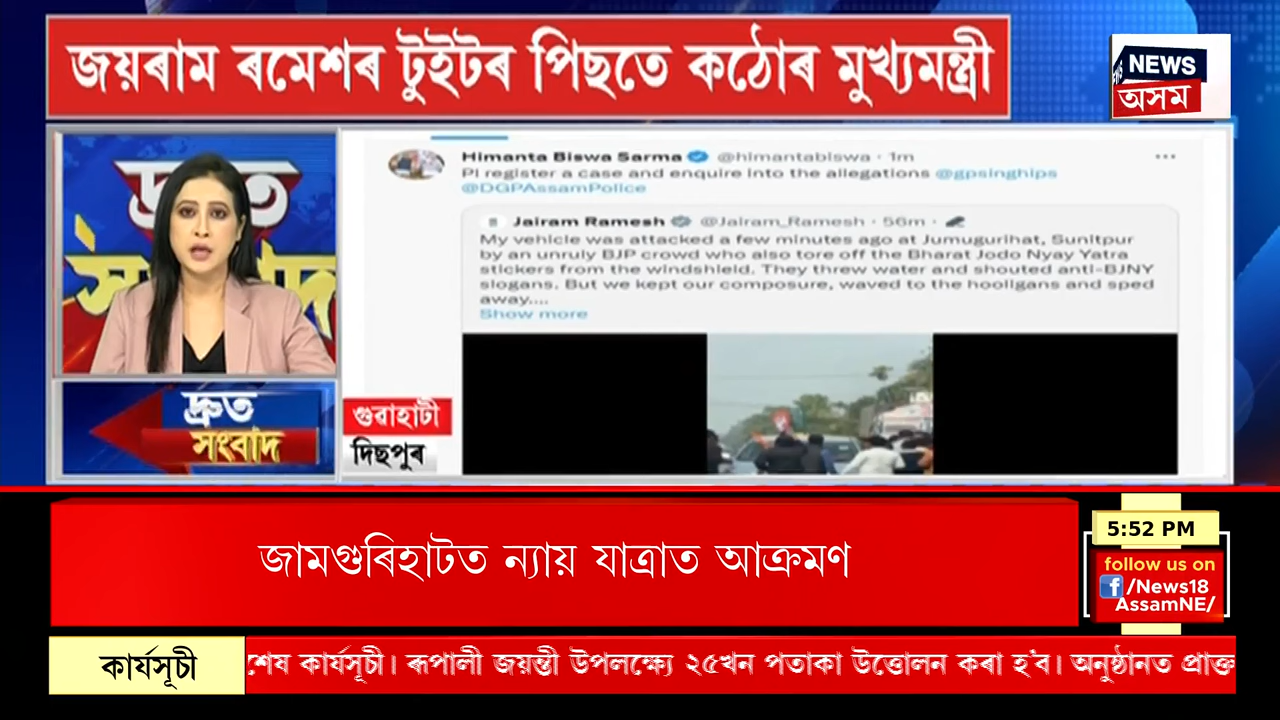 জয়ৰাম ৰমেশৰ টুইটৰ পিছতে কঠোৰ মুখ্যমন্ত্ৰী
NEWS
অসম
দ্ৰুত
সংবাদ
Himanta Biswa Sarma @himantabiswa · 1m
Pl register a case and enquire into the allegations @gpsinghips
@DGPAssamPolice
Jairam Ramesh @Jairam_Ramesh · 56m ·
My vehicle was attacked a few minutes ago at Jumugurihat, Sunitpur
by an unruly BJP crowd who also tore off the Bharat Jodo Nyay Yatra
stickers from the windshield. They threw water and shouted anti-BJNY
slogans. But we kept our composure, waved to the hooligans and sped
away....
Show more
দ্ৰুত
সংবাদ
গুৱাহাটী
দিছপুৰ
জামগুৰিহাটত ন্যায় যাত্ৰাত আক্ৰমণ
5:52 PM
follow us on
/News18
AssamNE/
কাৰ্যসূচী
শেষ কাৰ্যসূচী। ৰূপালী জয়ন্তী উপলক্ষ্যে ২৫খন পতাকা উত্তোলন কৰা হ'ব। অনুষ্ঠানত প্ৰাক্ত